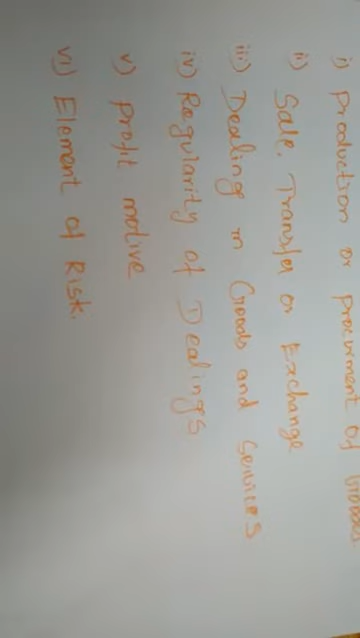 i) Production or procurment of Goods
ii) Sale, Transfer or Exchange
iii) Dealing in Goods and Services
iv) Regularity of Dealings
v) Profit motive
vi) Element of Risk.